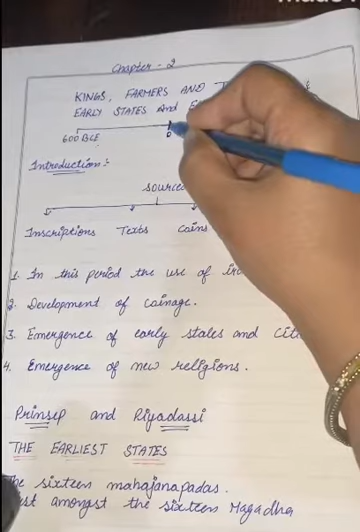 Chapter - 2
KINGS, FARMERS AND
EARLY STATES and
600 BCE
Introduction :-
Inscriptions Texts Coins
1. In this period the use of
2. Development of coinage.
3. Emergence of early states and
4. Emergence of new religions.
Prinsep and Piyadassi
THE EARLIEST STATES
The sixteen mahajanapadas.
amongst the sixteen Magadha